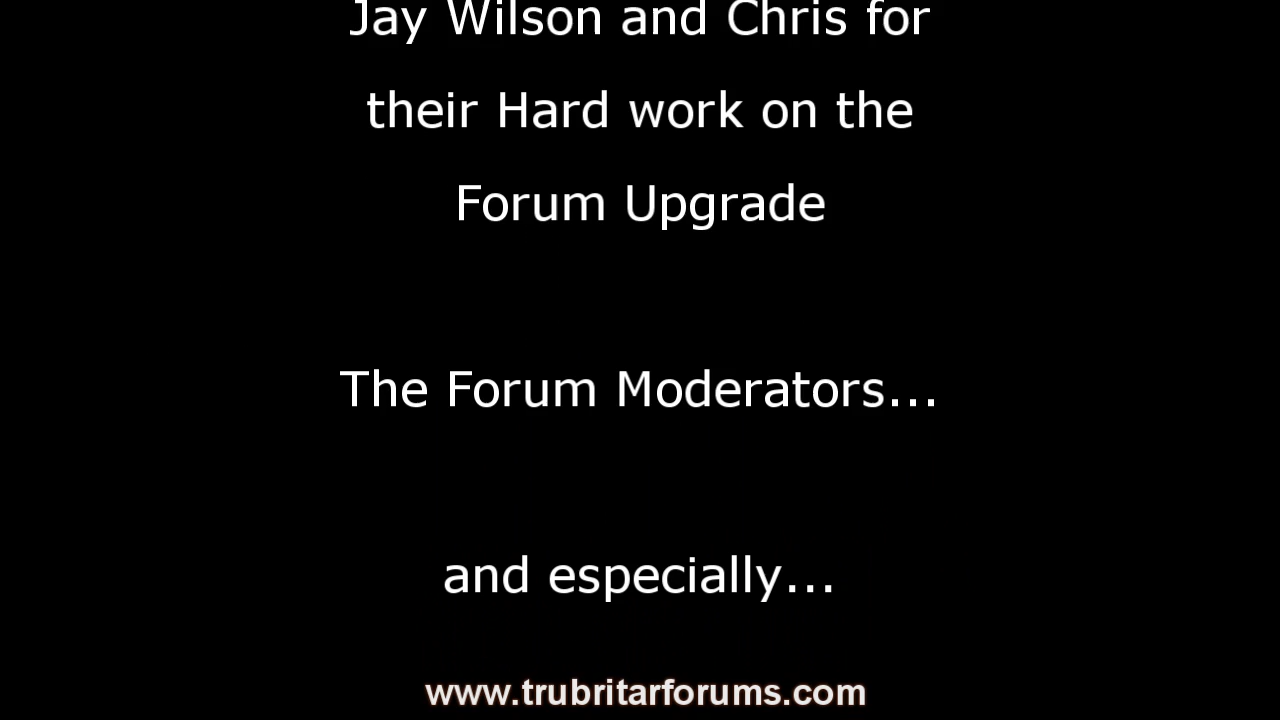 Jay Wilson and Chris for
their Hard work on the
Forum Upgrade
The Forum Moderators...
and especially...
www.trubritarforums.com